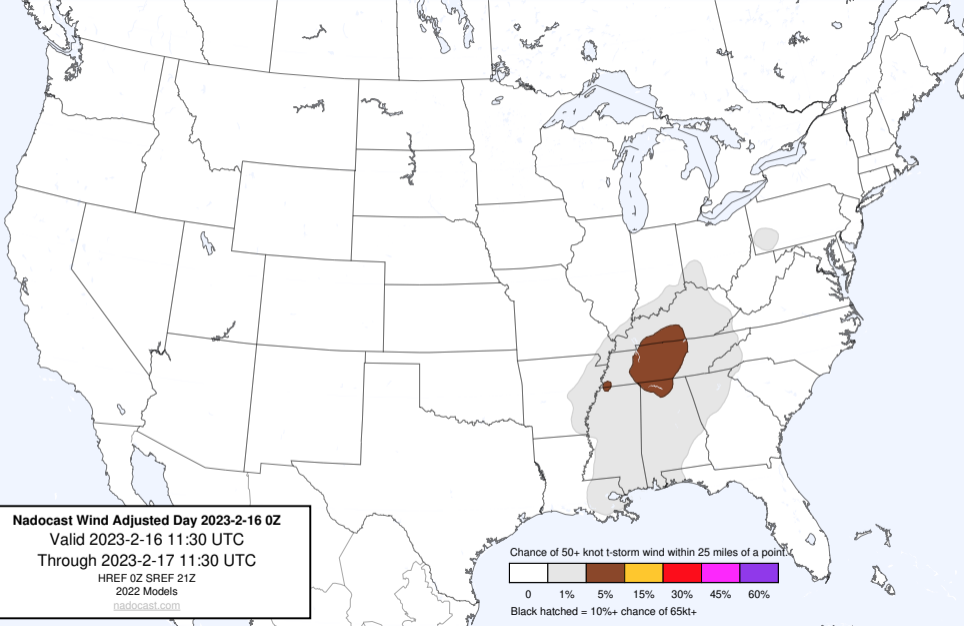 Nadocast Wind Adjusted Day 2023-2-16 0Z
Valid 2023-2-16 11:30 UTC
Through 2023-2-17 11:30 UTC
HREF 0Z SREF 21Z
2022 Models
nadocast.com
Chance of 50+ knot t-storm wind within 25 miles of a point.
0 1% 5% 15% 30% 45% 60%
Black hatched = 10%+ chance of 65kt+